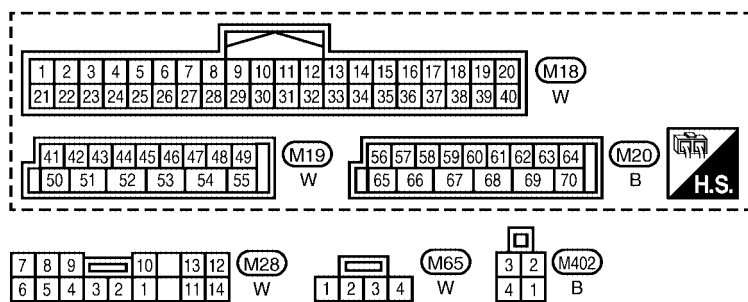 1 2 3 4 5 6 7 8 9 10 11 12 13 14 15 16 17 18 19 20 M18
21 22 23 24 25 26 27 28 29 30 31 32 33 34 35 36 37 38 39 40 W
41 42 43 44 45 46 47 48 49 M19
50 51 52 53 54 55 W
56 57 58 59 60 61 62 63 64 M20
65 66 67 68 69 70 B
H.S.
7 8 9 10 13 12 M28
6 5 4 3 2 1 11 14 W
M65
1 2 3 4 W
3 2 M402
4 1 B